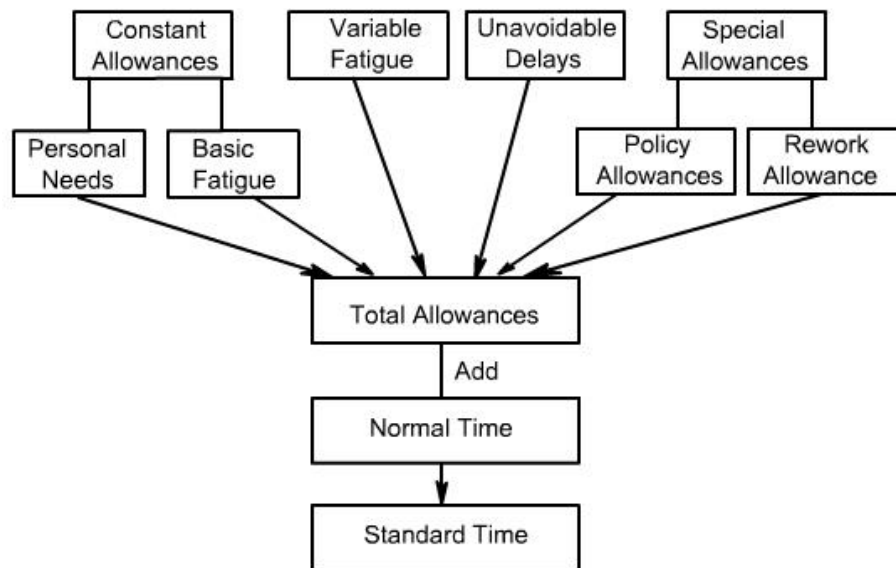 Constant
Allowances
Variable
Fatigue
Unavoidable
Delays
Special
Allowances
Personal
Needs
Basic
Fatigue
Policy
Allowances
Rework
Allowance
Total Allowances
Add
Normal Time
Standard Time